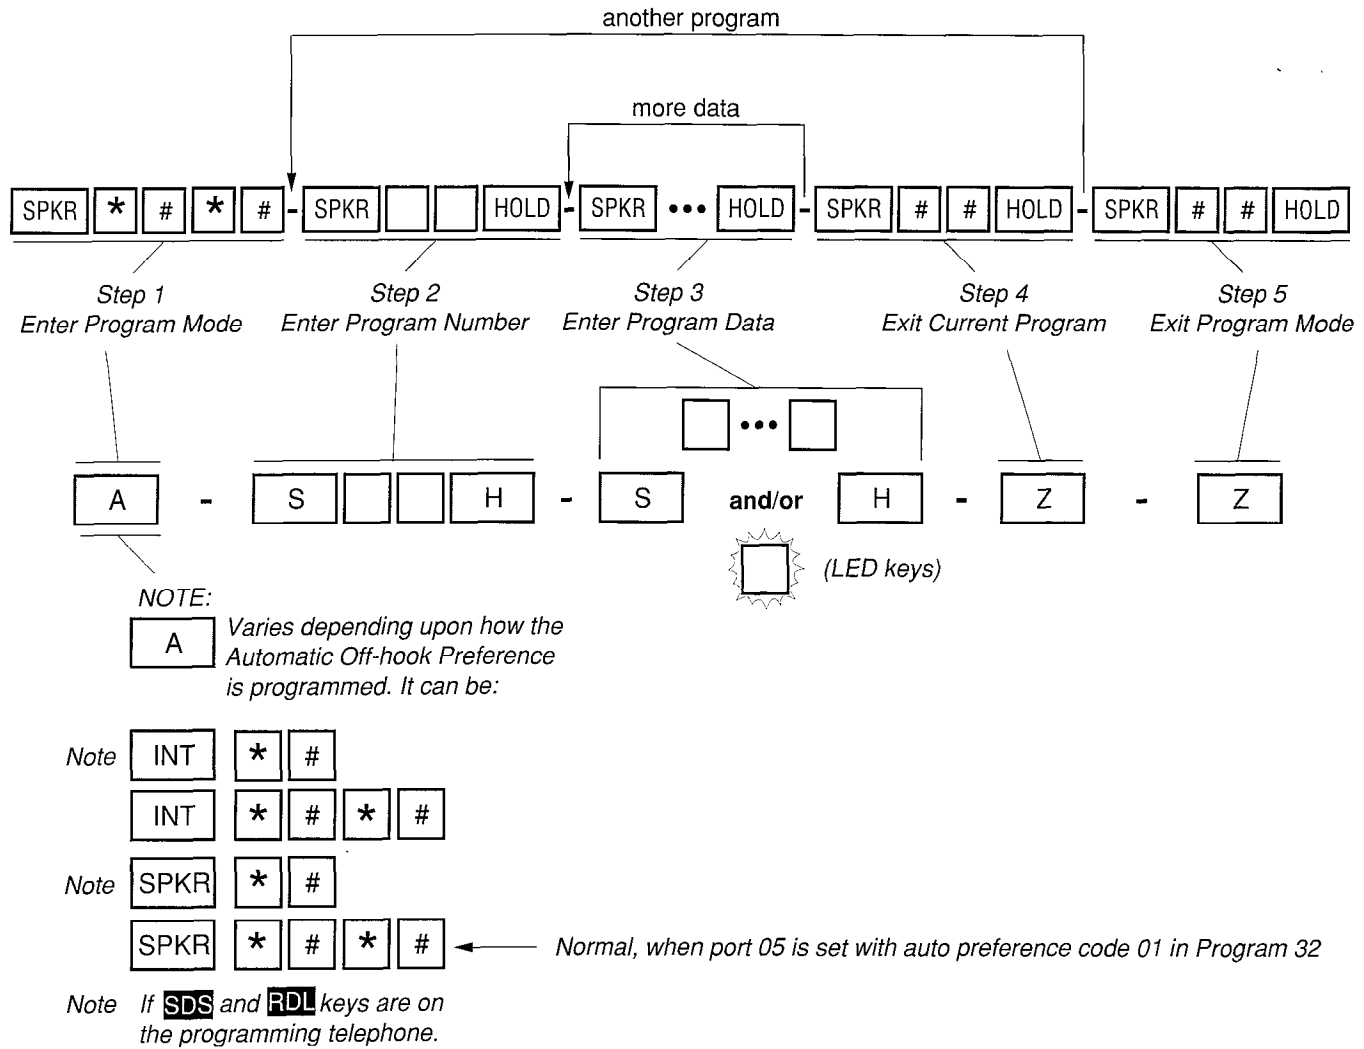 another program
more data
SPKR * # * # - SPKR HOLD - SPKR ••• HOLD - SPKR # # HOLD - SPKR # # HOLD
Step 1
Enter Program Mode
Step 2
Enter Program Number
Step 3
Enter Program Data
Step 4
Exit Current Program
Step 5
Exit Program Mode
•••
A - S H - S and/or H - Z - Z
(LED keys)
NOTE:
A Varies depending upon how the
Automatic Off-hook Preference
is programmed. It can be:
Note INT * #
INT * # * #
Note SPKR * #
SPKR * # * # Normal, when port 05 is set with auto preference code 01 in Program 32
Note If SDS and RDL keys are on
the programming telephone.